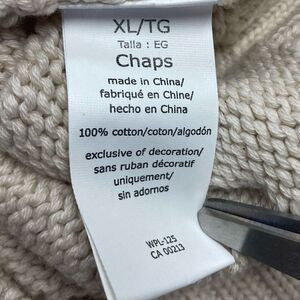 XL/TG
Talla : EG
Chaps
made in China/
fabriqué en Chine/
hecho en China
100% cotton/coton/algodón
exclusive of decoration/
sans ruban décoratif
uniquement/
sin adornos
WPL-125
CA 00213